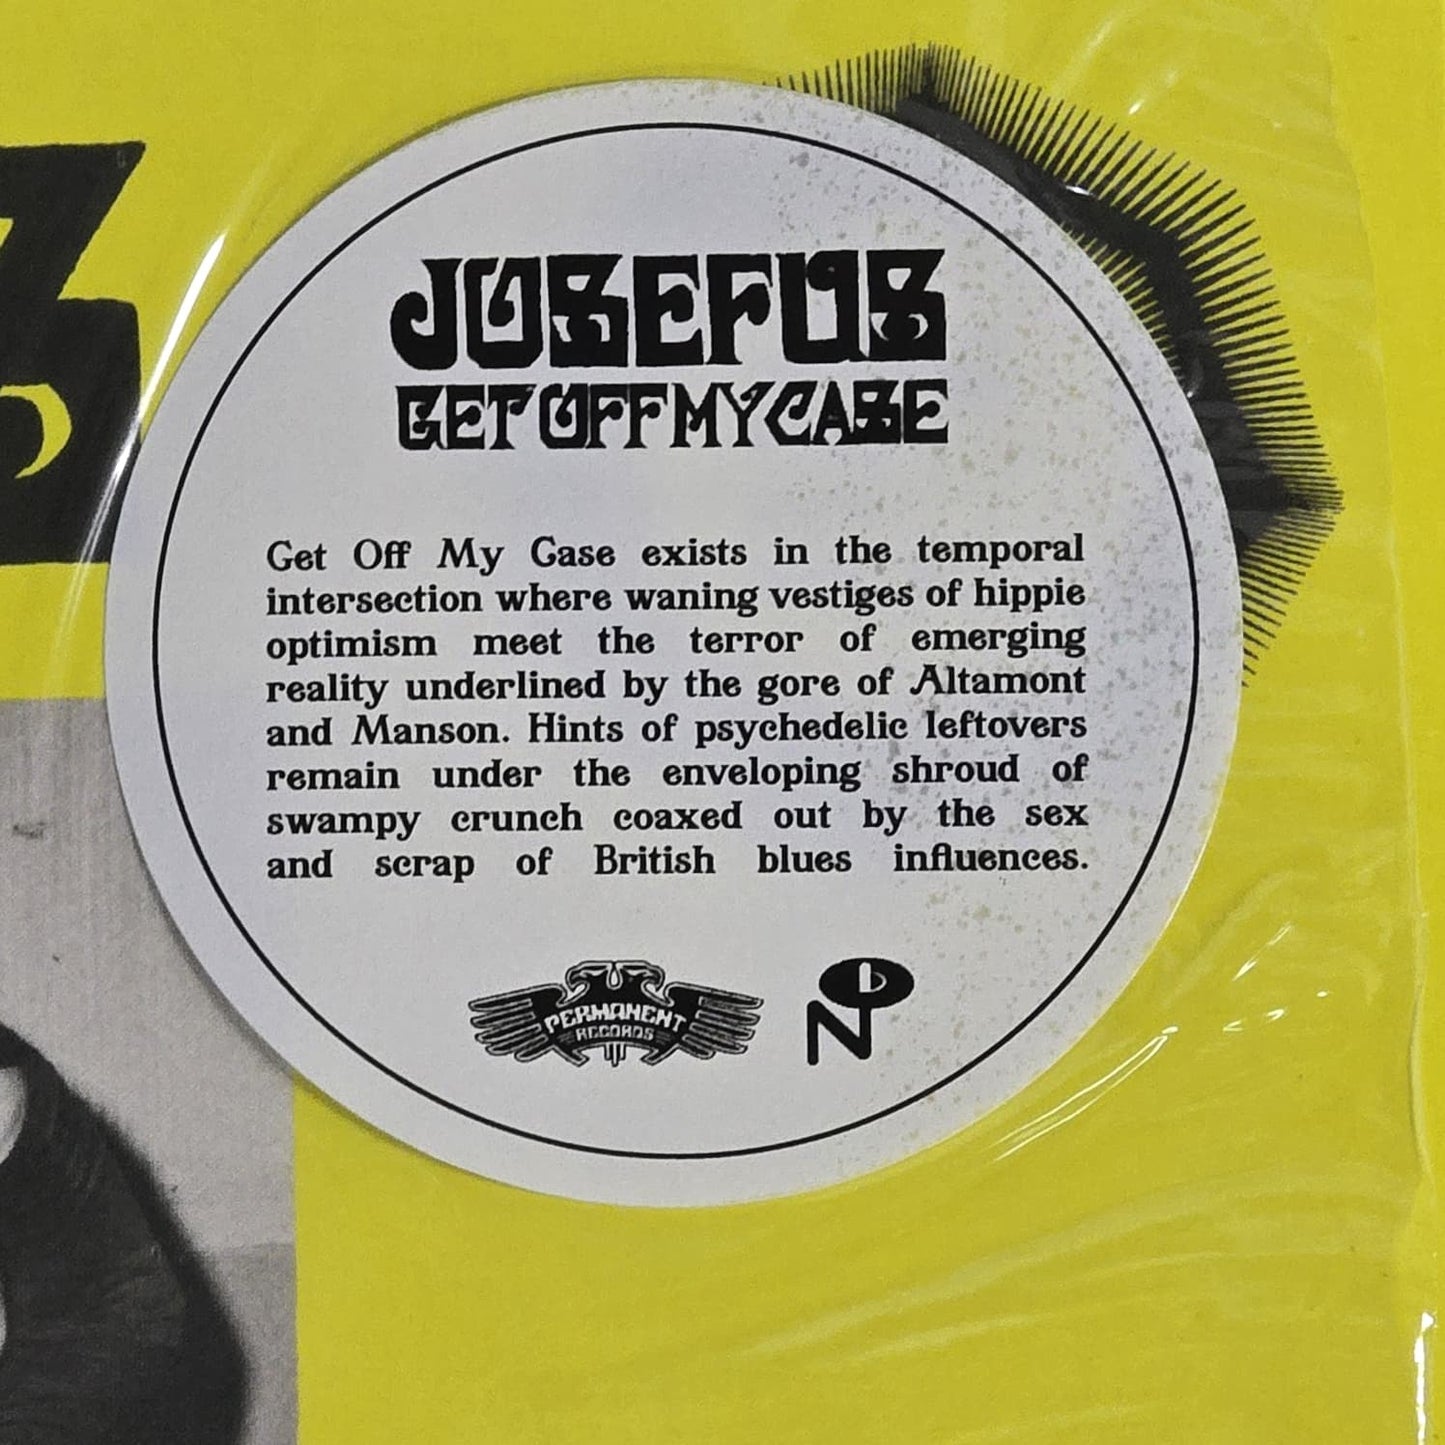 JOSEFUS
GET OFF MY CASE
Get Off My Case exists in the temporal
intersection where waning vestiges of hippie
optimism meet the terror of emerging
reality underlined by the gore of Altamont
and Manson. Hints of psychedelic leftovers
remain under the enveloping shroud of
swampy crunch coaxed out by the sex
and scrap of British blues influences.
PERMANENT
RECORDS
N